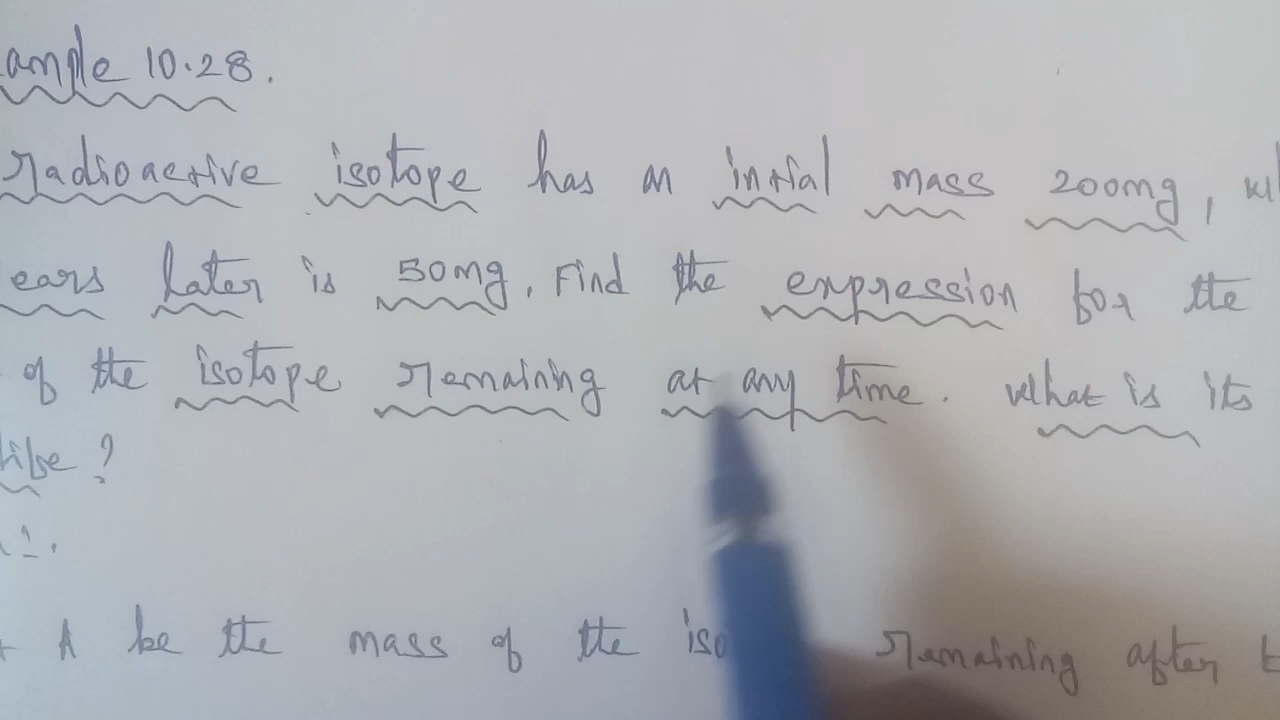 ample 10.28.
radioactive isotope has an initial mass 200mg, wh
ears later is 50mg. Find the expression for the
of the isotope remaining at any time. What is its
life?
be the mass of the iso remaining after t